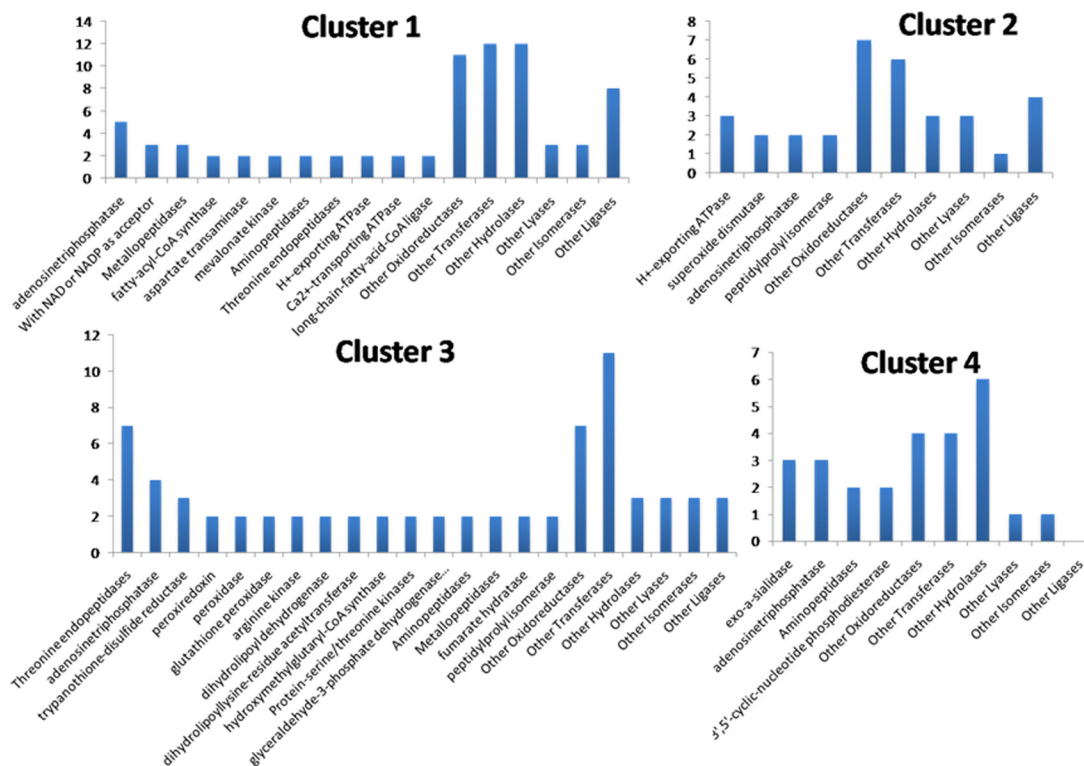 Cluster 1
14
12
10
8
6
4
2
0
adenosinetriphosphatase
With NAD or NADP as acceptor
Metallopeptidases
fatty-acyl-CoA synthase
aspartate transaminase
mevalonate kinase
Aminopeptidases
Threonine endopeptidases
H+-exporting ATPase
Ca2+-transporting ATPase
long-chain-fatty-acid-CoAligase
Other Oxidoreductases
Other Transferases
Other Hydrolases
Other Lyases
Other Isomerases
Other Ligases
Cluster 2
8
7
6
5
4
3
2
1
0
H+-exporting ATPase
superoxide dismutase
adenosinetriphosphatase
peptidylprolyl isomerase
Other Oxidoreductases
Other Transferases
Other Hydrolases
Other Lyases
Other Isomerases
Other Ligases
Cluster 3
12
10
8
6
4
2
0
Threonine endopeptidases
adenosinetriphosphatase
trypanothione-disulfide reductase
peroxiredoxin
peroxidase
glutathione peroxidase
arginine kinase
dihydrolipoyl dehydrogenase
dihydrolipoyllysine-residue acetyltransferase
hydroxymethylglutaryl-CoA synthase
Protein-serine/threonine kinases
glyceraldehyde-3-phosphate dehydrogenase...
Aminopeptidases
Metallopeptidases
fumarate hydratase
peptidylprolyl isomerase
Other Oxidoreductases
Other Transferases
Other Hydrolases
Other Lyases
Other Isomerases
Other Ligases
Cluster 4
7
6
5
4
3
2
1
0
exo-a-sialidase
adenosinetriphosphatase
Aminopeptidases
3',5'-cyclic-nucleotide phosphodiesterase
Other Oxidoreductases
Other Transferases
Other Hydrolases
Other Lyases
Other Isomerases
Other Ligases